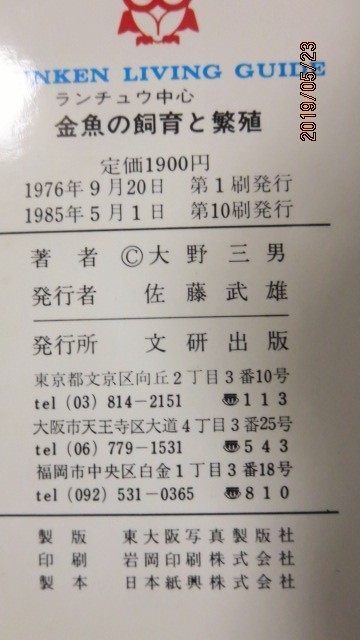 NKEN LIVING GUIDE
ランチュウ中心
金魚の飼育と繁殖
定価1900円
1976年9月20日 第1刷発行
1985年5月1日 第10刷発行
著者 ©大野三男
発行者 佐藤武雄
発行所 文研出版
東京都文京区向丘2丁目3番10号
tel (03) 814-2151 〠113
大阪市天王寺区大道4丁目3番25号
tel (06) 779-1531 〠543
福岡市中央区白金1丁目3番18号
tel (092) 531-0365 〠810
製版 東大阪写真製版社
印刷 岩岡印刷株式会社
製本 日本紙興株式会社
2019/05/23